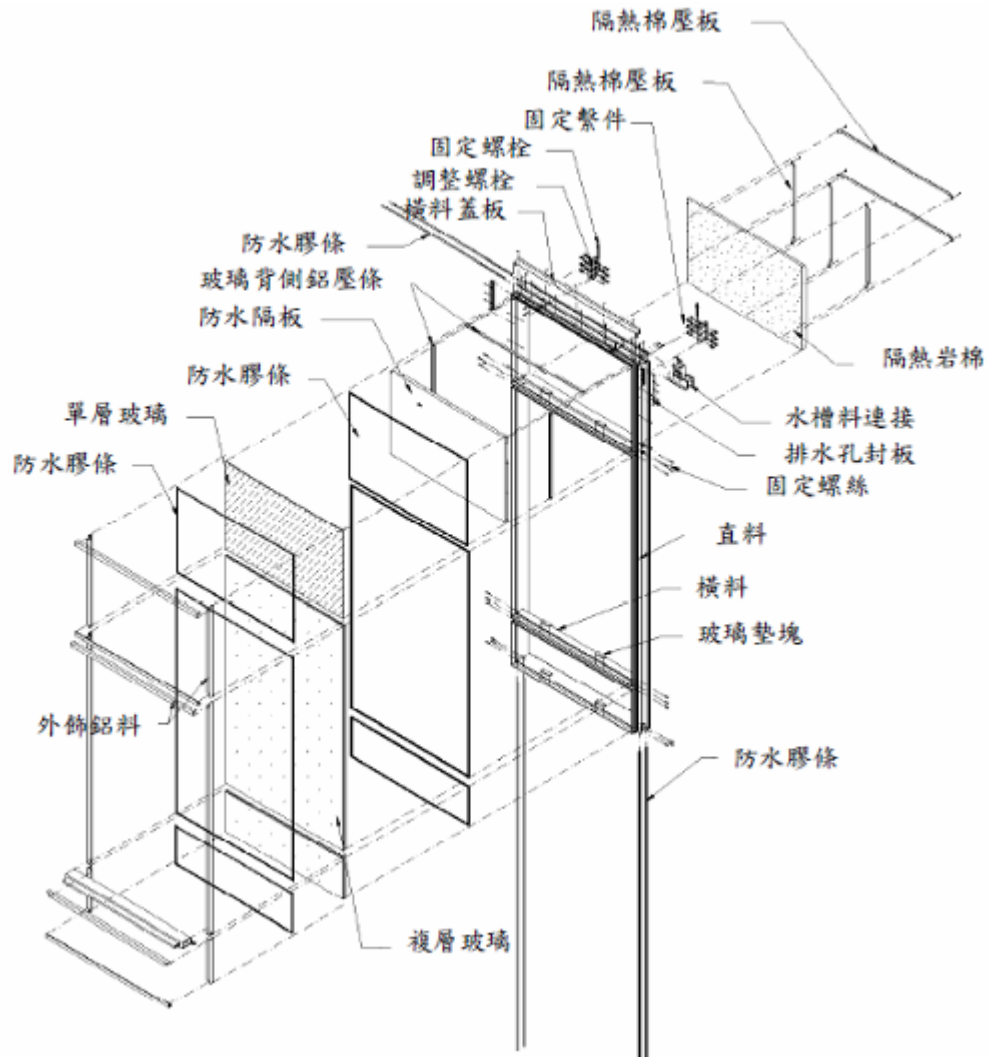 隔熱棉壓板
隔熱棉壓板
固定繫件
固定螺栓
調整螺栓
橫料蓋板
防水膠條
玻璃背側鋁壓條
防水隔板
防水膠條
單層玻璃
防水膠條
隔熱岩棉
水槽料連接
排水孔封板
固定螺絲
直料
橫料
玻璃墊塊
外飾鋁料
防水膠條
複層玻璃